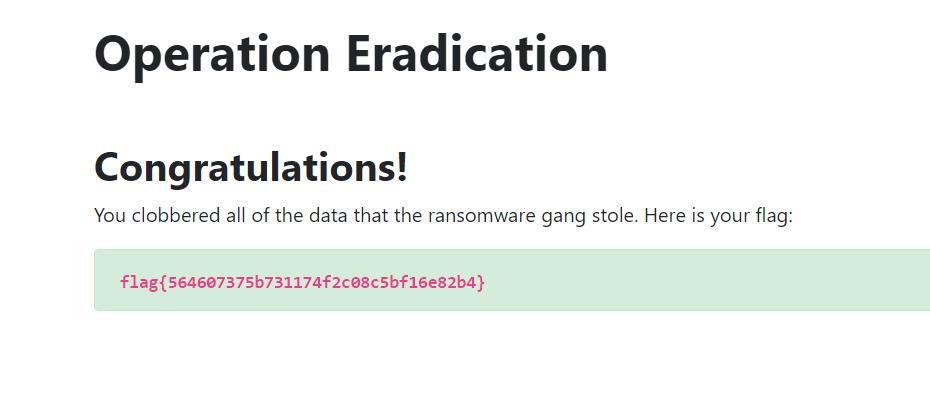 Operation Eradication
Congratulations!
You clobbered all of the data that the ransomware gang stole. Here is your flag:
flag{564607375b731174f2c08c5bf16e82b4}